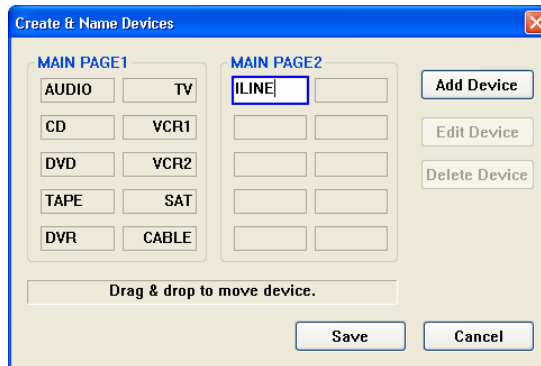 Create & Name Devices
MAIN PAGE1
MAIN PAGE2
AUDIO TV
ILINE
Add Device
CD VCR1
Edit Device
DVD VCR2
Delete Device
TAPE SAT
DVR CABLE
Drag & drop to move device.
Save
Cancel